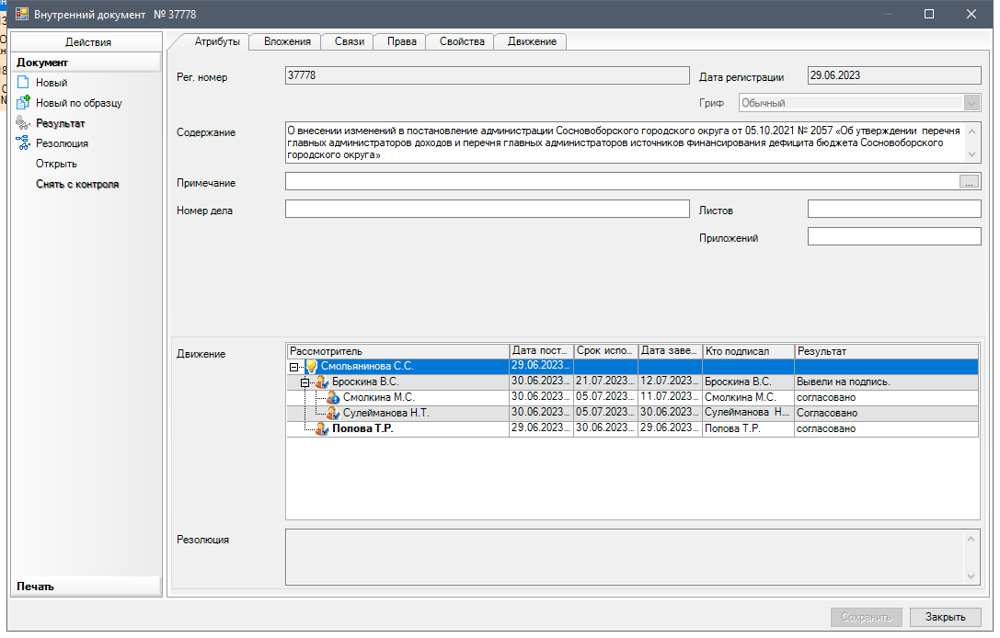 Внутренний документ № 37778
Действия
Документ
Новый
Новый по образцу
Результат
Резолюция
Открыть
Снять с контроля
Печать
Атрибуты Вложения Связи Права Свойства Движение
Рег. номер 37778 Дата регистрации 29.06.2023
Гриф Обычный
Содержание
О внесении изменений в постановление администрации Сосновоборского городского округа от 05.10.2021 № 2057 «Об утверждении перечня
главных администраторов доходов и перечня главных администраторов источников финансирования дефицита бюджета Сосновоборского
городского округа»
Примечание ...
Номер дела Листов
Приложений
Движение
Рассмотритель Дата пост... Срок испо... Дата заве... Кто подписал Результат
Смольянинова С.С. 29.06.2023...
Броскина В.С. 30.06.2023... 21.07.2023... 12.07.2023... Броскина В.С. Вывели на подпись.
Смолкина М.С. 30.06.2023... 05.07.2023... 11.07.2023... Смолкина М.С. согласовано
Сулейманова Н.Т. 30.06.2023... 05.07.2023... 30.06.2023... Сулейманова Н.... Согласовано
Попова Т.Р. 29.06.2023... 30.06.2023... 29.06.2023... Попова Т.Р. согласовано
Резолюция
Сохранить Закрыть